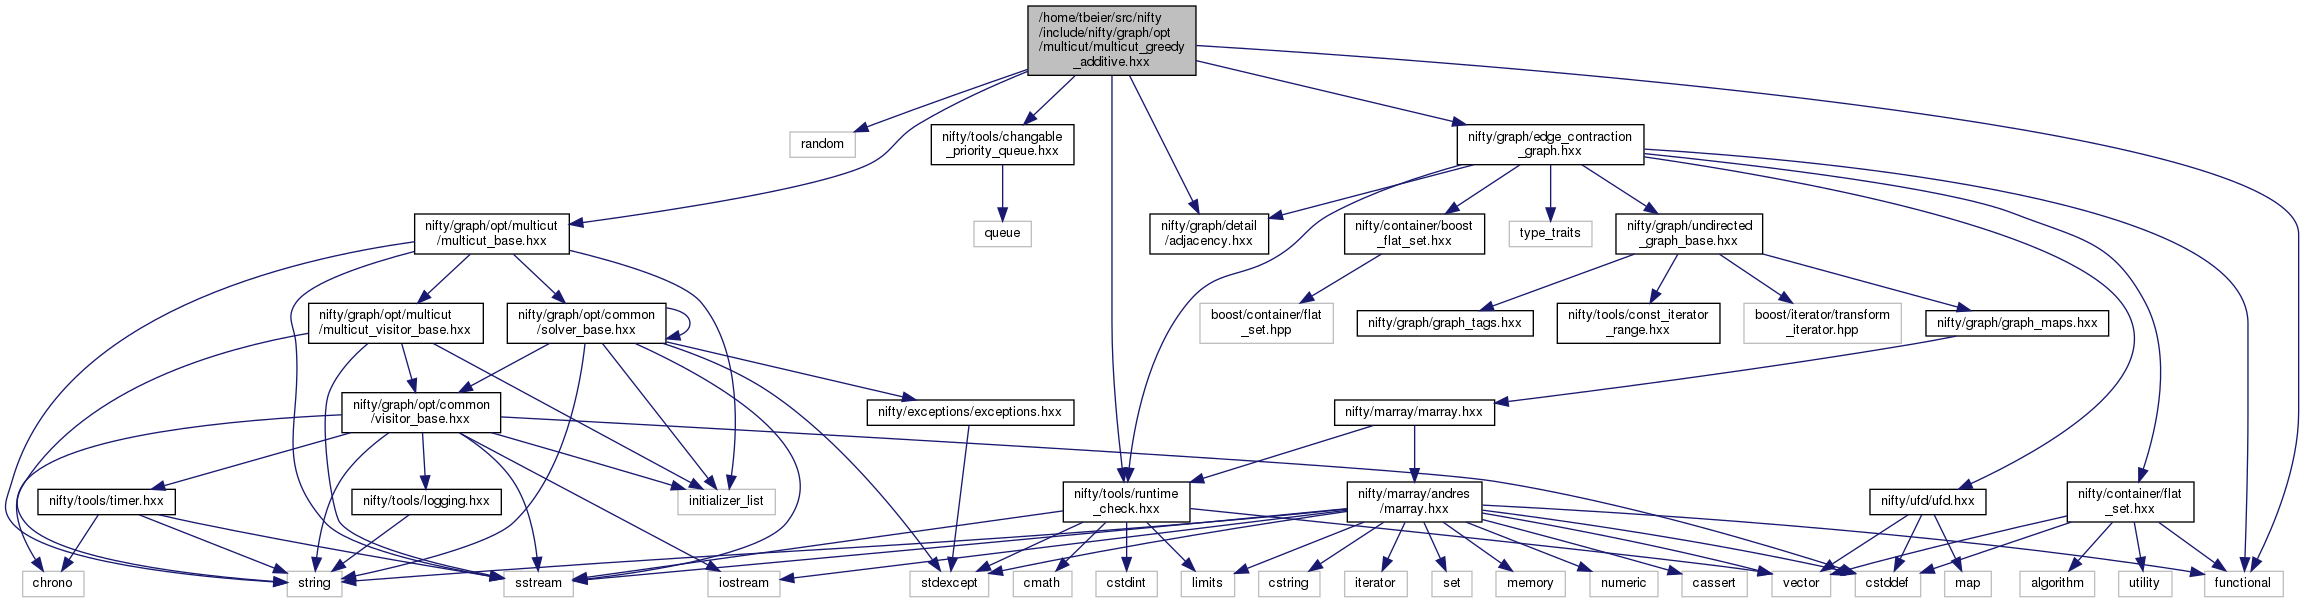 /home/tbeier/src/nifty
/include/nifty/graph/opt
/multicut/multicut_greedy
_additive.hxx
random
nifty/tools/changable
_priority_queue.hxx
nifty/graph/edge_contraction
_graph.hxx
nifty/graph/opt/multicut
/multicut_base.hxx
queue
nifty/graph/detail
/adjacency.hxx
nifty/container/boost
_flat_set.hxx
type_traits
nifty/graph/undirected
_graph_base.hxx
nifty/graph/opt/multicut
/multicut_visitor_base.hxx
nifty/graph/opt/common
/solver_base.hxx
boost/container/flat
_set.hpp
nifty/graph/graph_tags.hxx
nifty/tools/const_iterator
_range.hxx
boost/iterator/transform
_iterator.hpp
nifty/graph/graph_maps.hxx
nifty/graph/opt/common
/visitor_base.hxx
nifty/exceptions/exceptions.hxx
nifty/marray/marray.hxx
nifty/tools/timer.hxx
nifty/tools/logging.hxx
initializer_list
nifty/tools/runtime
_check.hxx
nifty/marray/andres
/marray.hxx
nifty/ufd/ufd.hxx
nifty/container/flat
_set.hxx
chrono
string
sstream
iostream
stdexcept
cmath
cstdint
limits
cstring
iterator
set
memory
numeric
cassert
vector
cstddef
map
algorithm
utility
functional